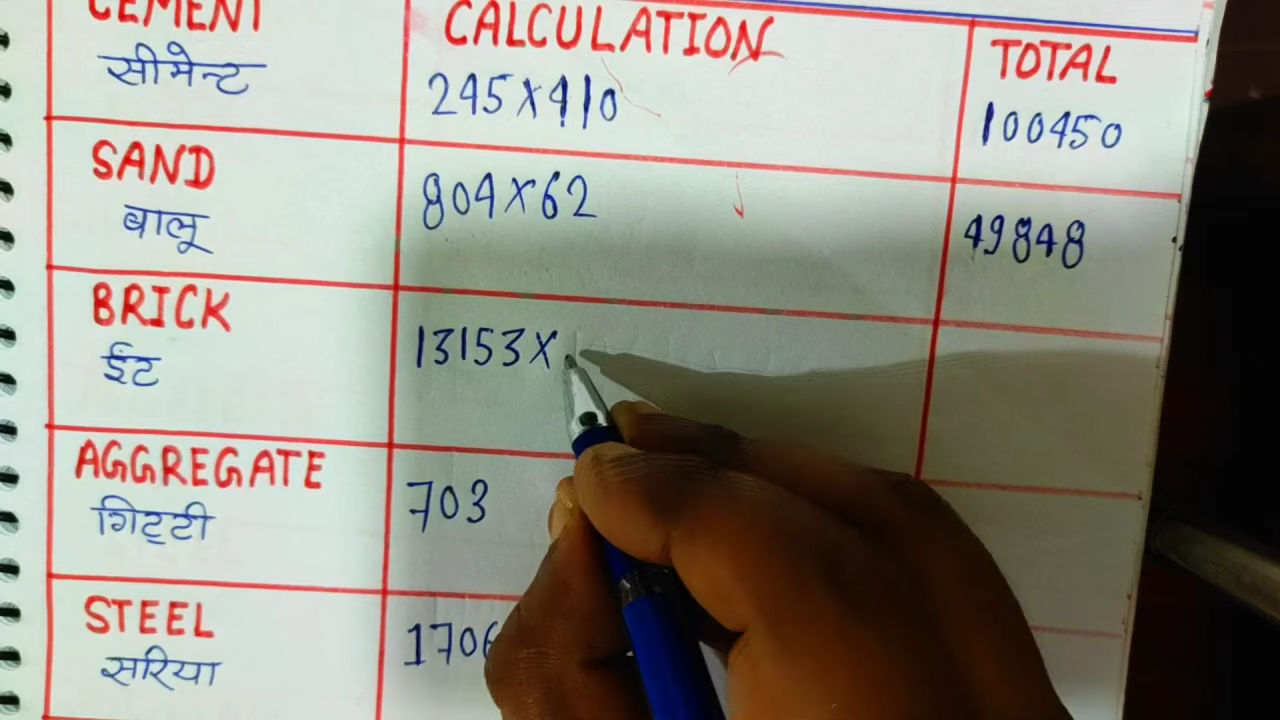 CEMENT CALCULATION TOTAL
सीमेन्ट 245X410 100450
SAND 804X62 49848
बालू
BRICK 13153X
ईंट
AGGREGATE 703
गिट्टी
STEEL 1706
सरिया